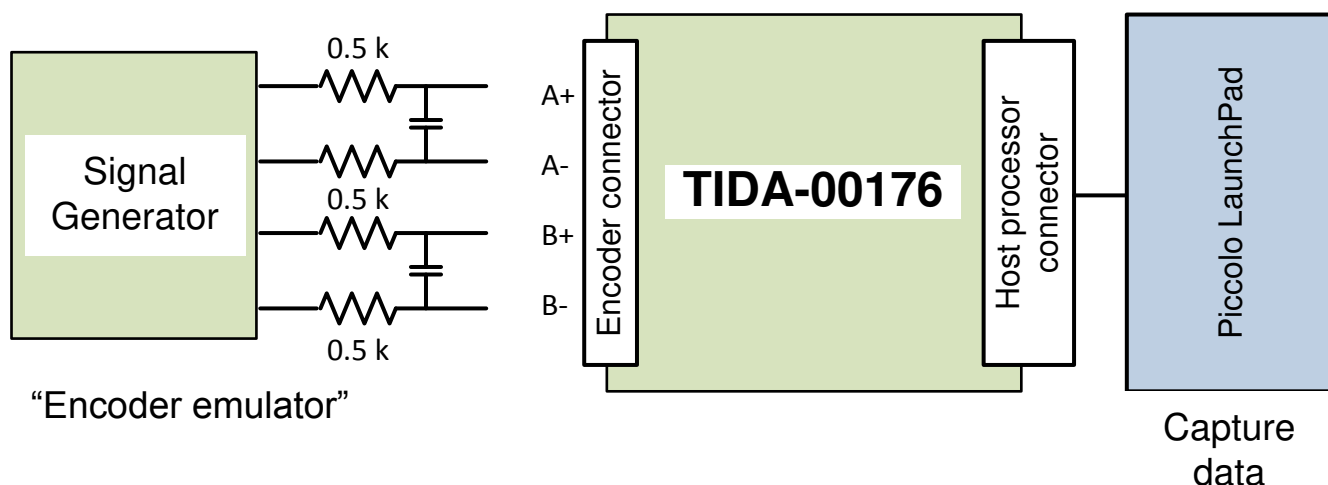 0.5 k
Signal
Generator
0.5 k
0.5 k
A+
A-
B+
B-
Encoder connector
TIDA-00176
Host processor
connector
Piccolo LaunchPad
“Encoder emulator”
Capture
data